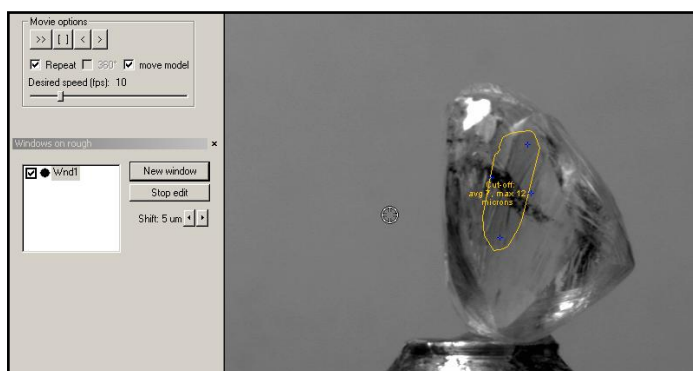 Movie options
>> [ ] < >
Repeat 360° move model
Desired speed (fps): 10
Windows on rough ×
Wnd1
New window
Stop edit
Shift: 5 um
Cut-off:
avg 7, max 12
microns